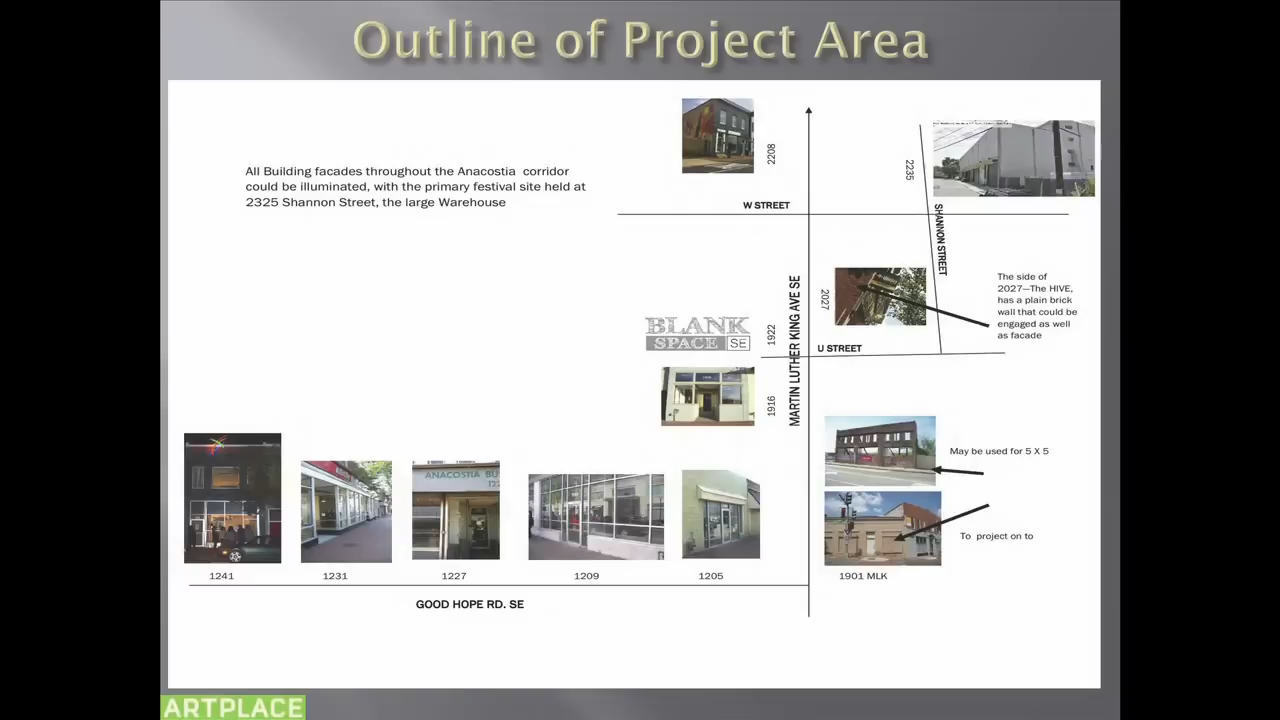 Outline of Project Area
All Building facades throughout the Anacostia corridor
could be illuminated, with the primary festival site held at
2325 Shannon Street, the large Warehouse
2208
2235
W STREET
SHANNON STREET
The side of
2027—The HIVE,
has a plain brick
wall that could be
engaged as well
as facade
2027
MARTIN LUTHER KING AVE SE
BLANK
SPACE SE
1922
U STREET
1916
May be used for 5 X 5
ANACOSTIA BU
To project on to
1241
1231
1227
1209
1205
1901 MLK
GOOD HOPE RD. SE
ARTPLACE